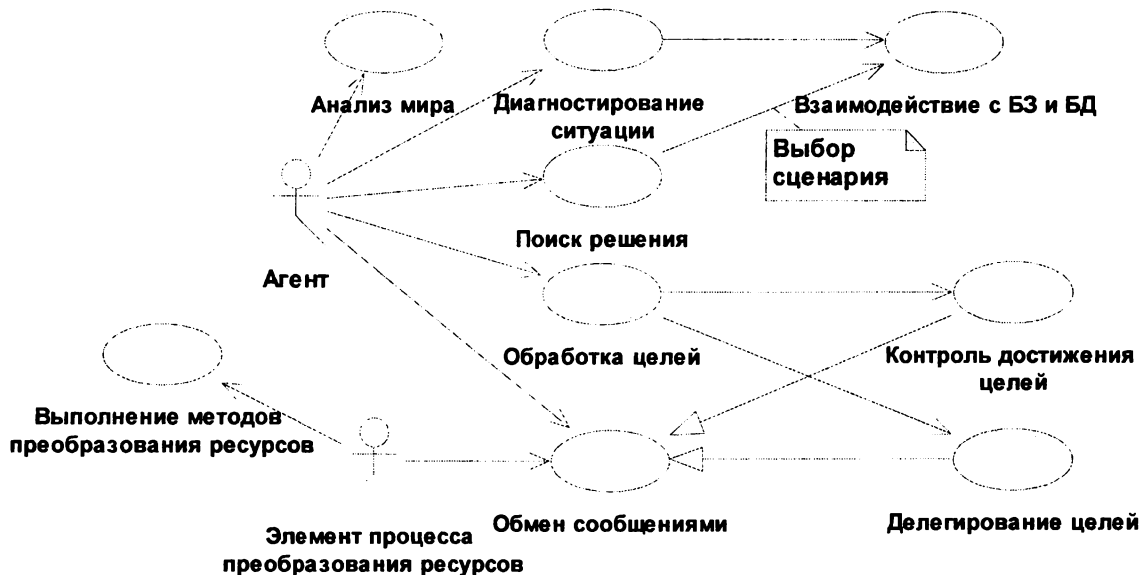 Анализ мира
Диагностирование
ситуации
Взаимодействие с БЗ и БД
Выбор
сценария
Поиск решения
Агент
Обработка целей
Контроль достижения
целей
Выполнение методов
преобразования ресурсов
Элемент процесса
преобразования ресурсов
Обмен сообщениями
Делегирование целей